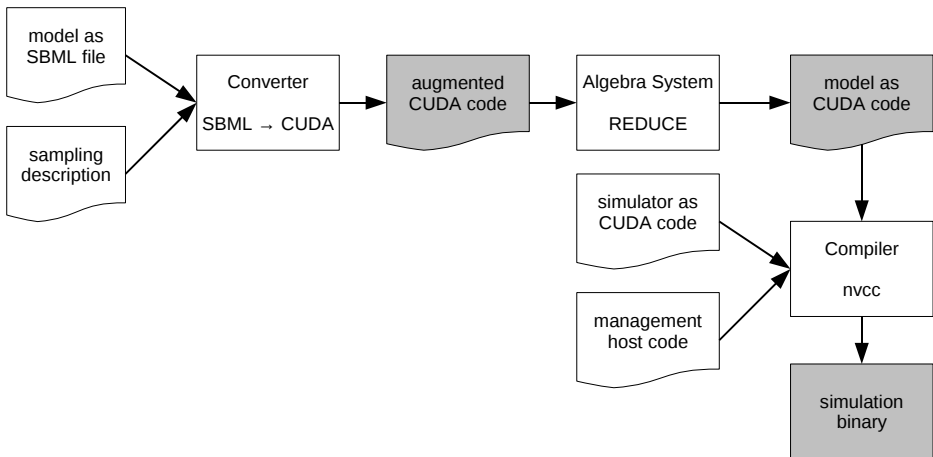 model as
SBML file
sampling
description
Converter
SBML → CUDA
augmented
CUDA code
Algebra System
REDUCE
model as
CUDA code
simulator as
CUDA code
management
host code
Compiler
nvcc
simulation
binary